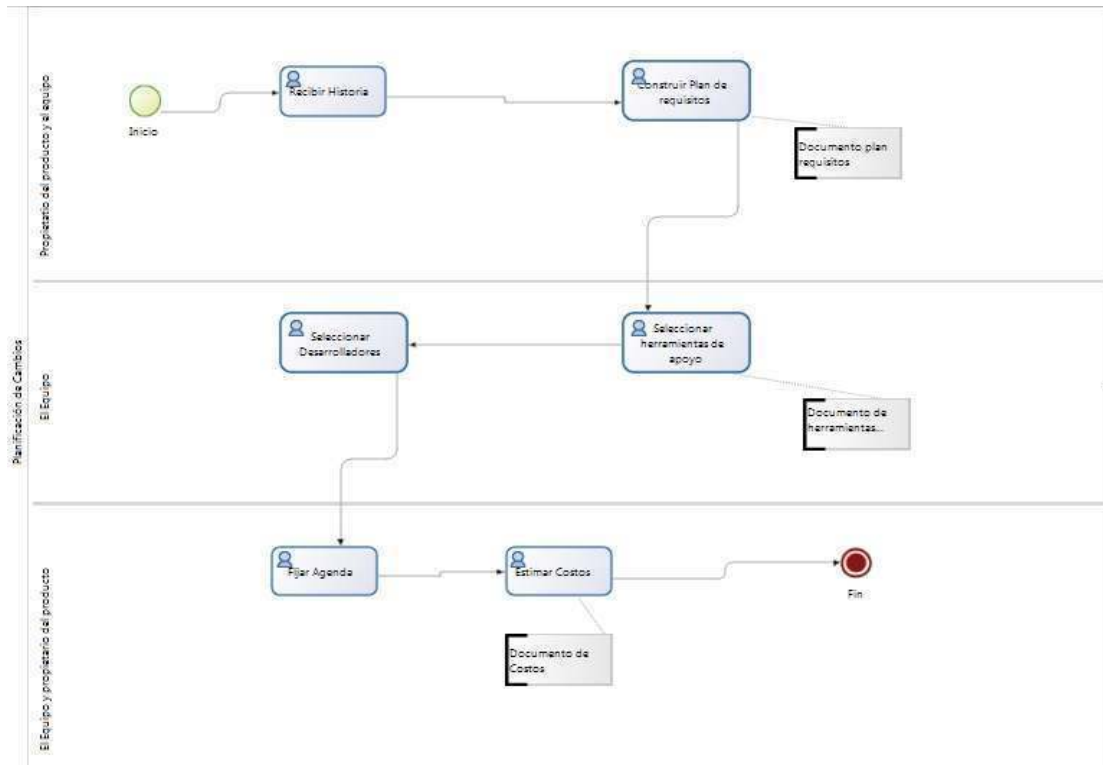 Planificación de Cambios
Propietatio del producto y el equipo
Inicio
Recibir Historia
Construir Plan de
requisitos
Documento plan
requisitos
El Equipo
Seleccionar
Desarrolladores
Seleccionar
herramientas de
apoyo
Documento de
herramientas...
El Equipo y propietario del producto
Fijar Agenda
Estimar Costos
Fin
Documento de
Costos